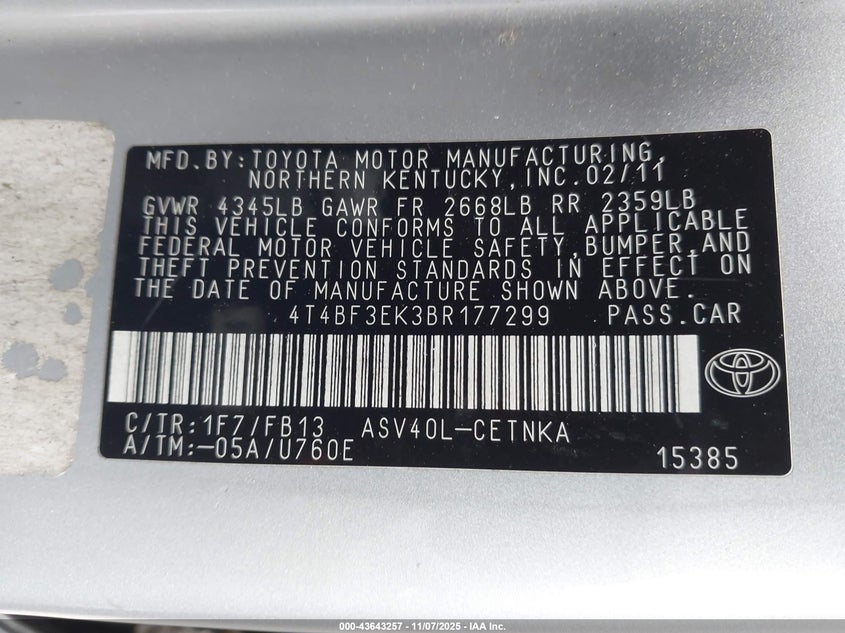 MFD.BY:TOYOTA MOTOR MANUFACTURING,
NORTHERN KENTUCKY,INC.02/11
GVWR 4345LB GAWR FR 2668LB RR 2359LB
THIS VEHICLE CONFORMS TO ALL APPLICABLE
FEDERAL MOTOR VEHICLE SAFETY,BUMPER,AND
THEFT PREVENTION STANDARDS IN EFFECT ON
THE DATE OF MANUFACTURE SHOWN ABOVE.
4T4BF3EK3BR177299 PASS.CAR
C/TR:1F7/FB13 ASV40L-CETNKA
A/TM:-05A/U760E 15385
000-43643257 - 11/07/2025 - IAA Inc.